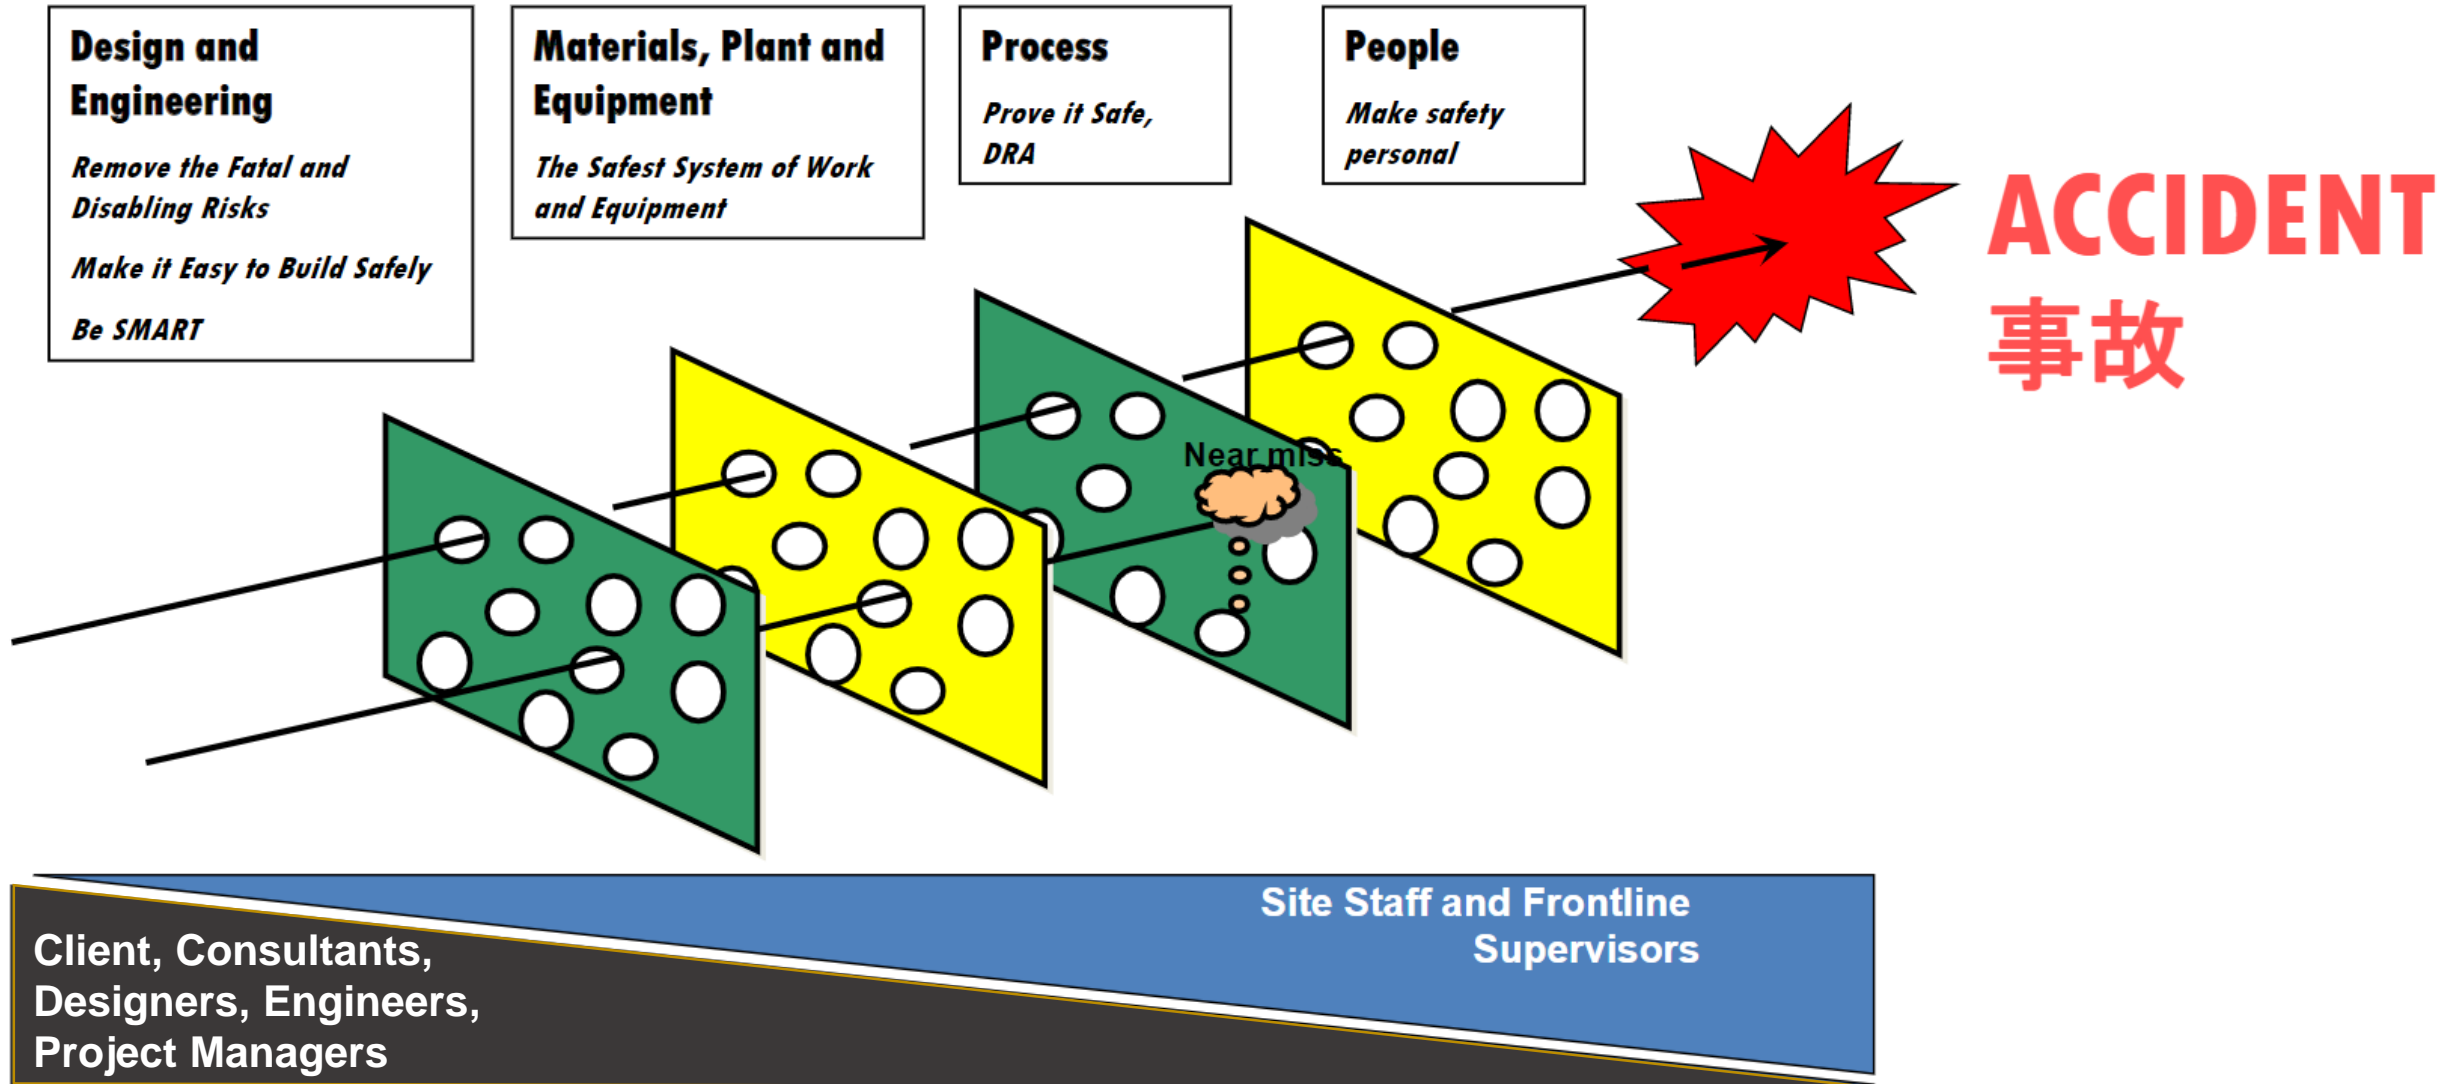 Design and
Engineering
Remove the Fatal and
Disabling Risks
Make it Easy to Build Safely
Be SMART
Materials, Plant and
Equipment
The Safest System of Work
and Equipment
Process
Prove it Safe,
DRA
People
Make safety
personal
ACCIDENT
事故
Near miss
Site Staff and Frontline
Supervisors
Client, Consultants,
Designers, Engineers,
Project Managers